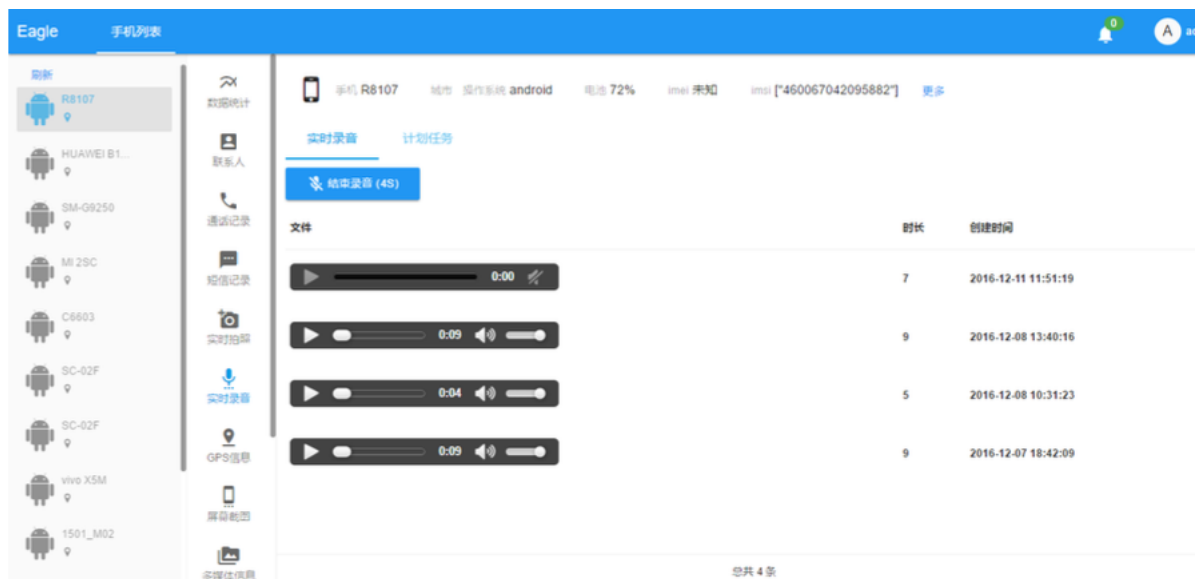 Eagle 手机列表 0 A
刷新
R8107
HUAWEI B1...
SM-G9250
MI 2SC
C6603
SC-02F
SC-02F
vivo X5M
1501_M02
数据统计
联系人
通话记录
短信记录
实时拍照
实时录音
GPS信息
屏幕截图
多媒体信息
手机 R8107 城市 操作系统 android 电池 72% imei 未知 imsi ["460067042095882"] 更多
实时录音 计划任务
结束录音 (4S)
文件 时长 创建时间
0:00 7 2016-12-11 11:51:19
0:09 9 2016-12-08 13:40:16
0:04 5 2016-12-08 10:31:23
0:09 9 2016-12-07 18:42:09
总共 4 条